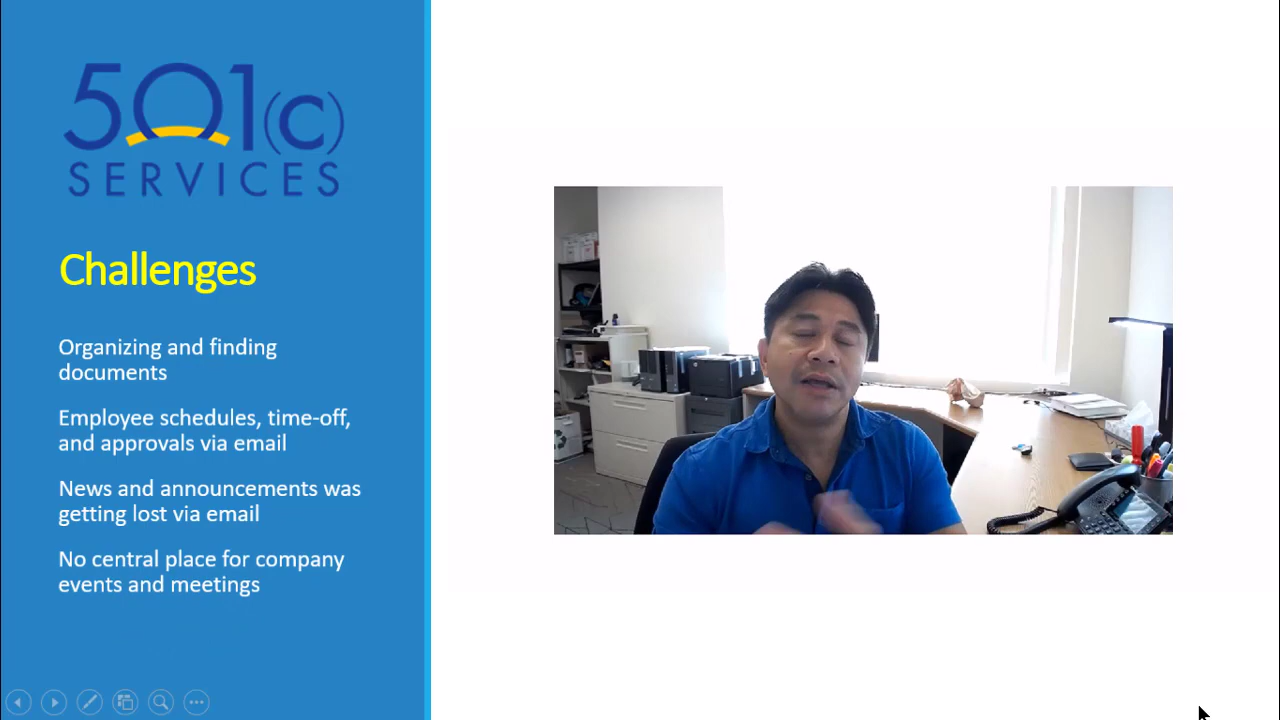 501(c)
SERVICES
Challenges
Organizing and finding
documents
Employee schedules, time-off,
and approvals via email
News and announcements was
getting lost via email
No central place for company
events and meetings